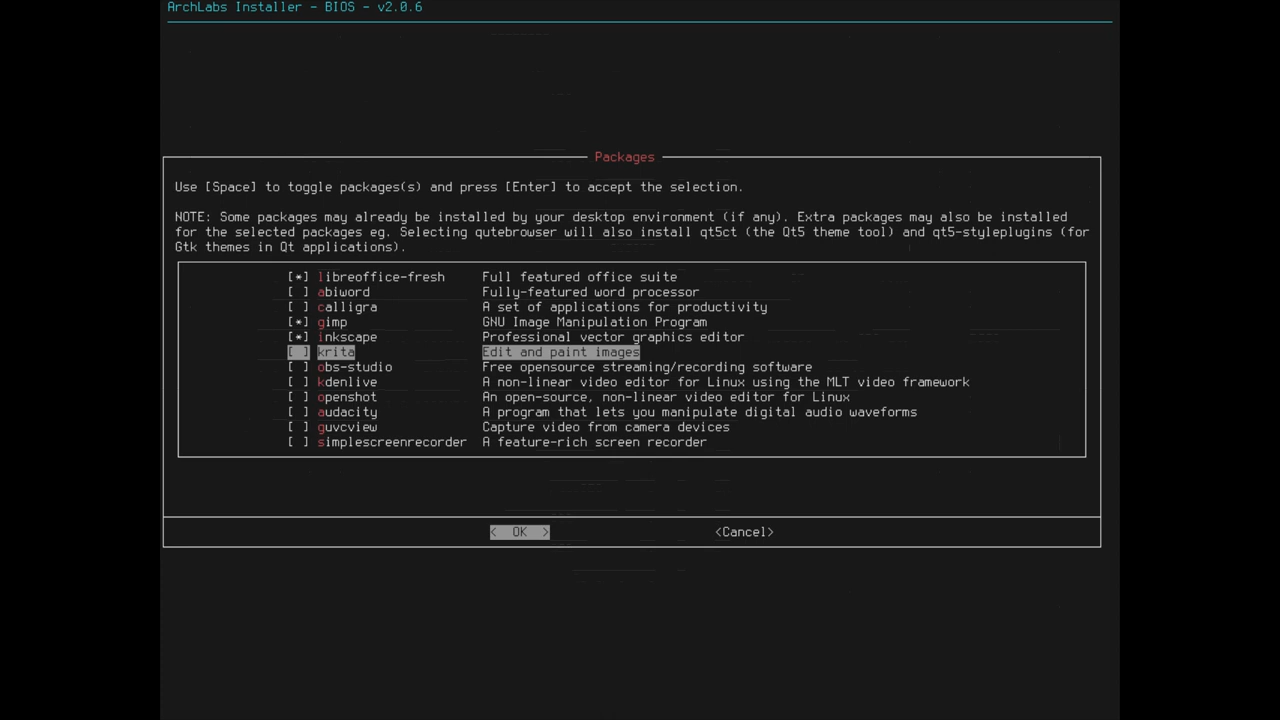 ArchLabs Installer - BIOS - v2.0.6
Packages
Use [Space] to toggle packages(s) and press [Enter] to accept the selection.
NOTE: Some packages may already be installed by your desktop environment (if any). Extra packages may also be installed
for the selected packages eg. Selecting qutebrowser will also install qt5ct (the Qt5 theme tool) and qt5-styleplugins (for
Gtk themes in Qt applications).
[*] libreoffice-fresh Full featured office suite
[ ] abiword Fully-featured word processor
[ ] calligra A set of applications for productivity
[*] gimp GNU Image Manipulation Program
[*] inkscape Professional vector graphics editor
[ ] krita Edit and paint images
[ ] obs-studio Free opensource streaming/recording software
[ ] kdenlive A non-linear video editor for Linux using the MLT video framework
[ ] openshot An open-source, non-linear video editor for Linux
[ ] audacity A program that lets you manipulate digital audio waveforms
[ ] guvcview Capture video from camera devices
[ ] simplescreenrecorder A feature-rich screen recorder
< OK > <Cancel>